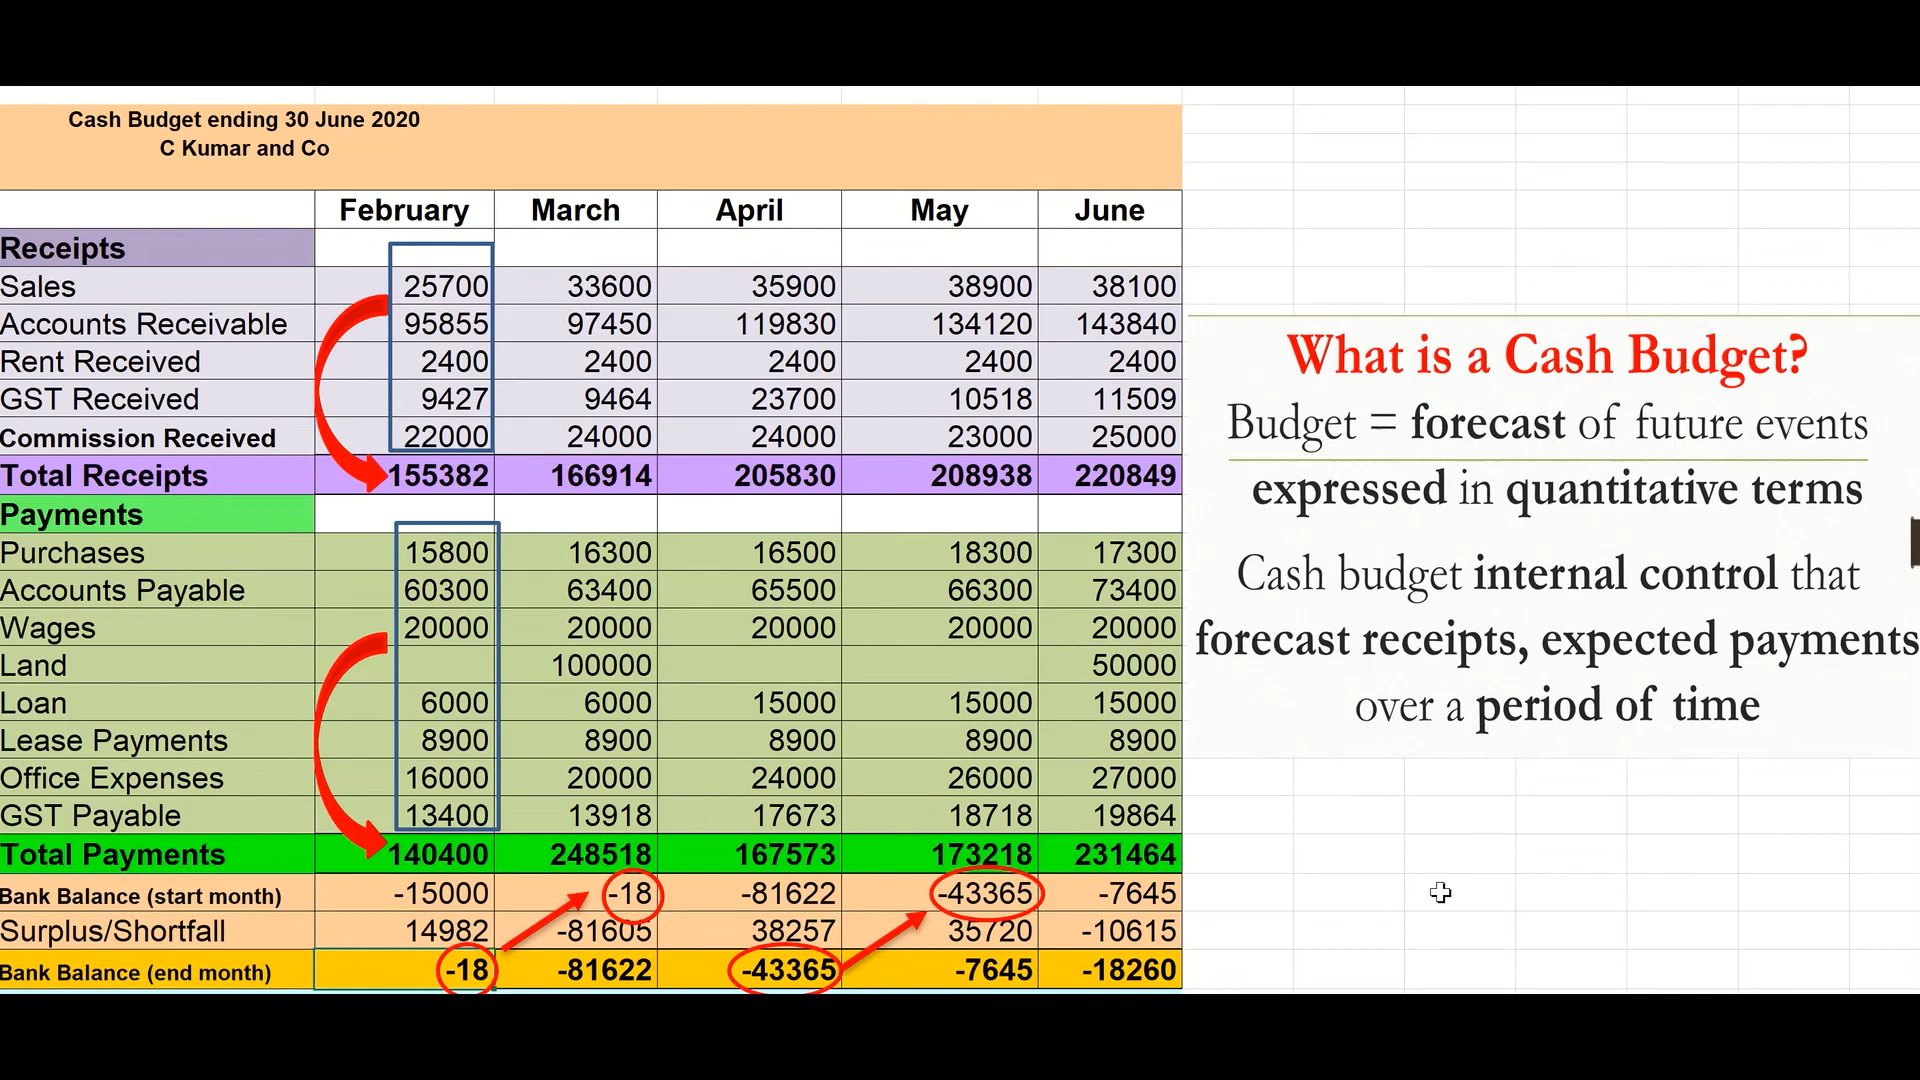 Cash Budget ending 30 June 2020
C Kumar and Co
February March April May June
Receipts
Sales 25700 33600 35900 38900 38100
Accounts Receivable 95855 97450 119830 134120 143840
Rent Received 2400 2400 2400 2400 2400
GST Received 9427 9464 23700 10518 11509
Commission Received 22000 24000 24000 23000 25000
Total Receipts 155382 166914 205830 208938 220849
Payments
Purchases 15800 16300 16500 18300 17300
Accounts Payable 60300 63400 65500 66300 73400
Wages 20000 20000 20000 20000 20000
Land 100000 50000
Loan 6000 6000 15000 15000 15000
Lease Payments 8900 8900 8900 8900 8900
Office Expenses 16000 20000 24000 26000 27000
GST Payable 13400 13918 17673 18718 19864
Total Payments 140400 248518 167573 173218 231464
Bank Balance (start month) -15000 -18 -81622 -43365 -7645
Surplus/Shortfall 14982 -81605 38257 35720 -10615
Bank Balance (end month) -18 -81622 -43365 -7645 -18260
What is a Cash Budget?
Budget = forecast of future events
expressed in quantitative terms
Cash budget internal control that
forecast receipts, expected payments
over a period of time